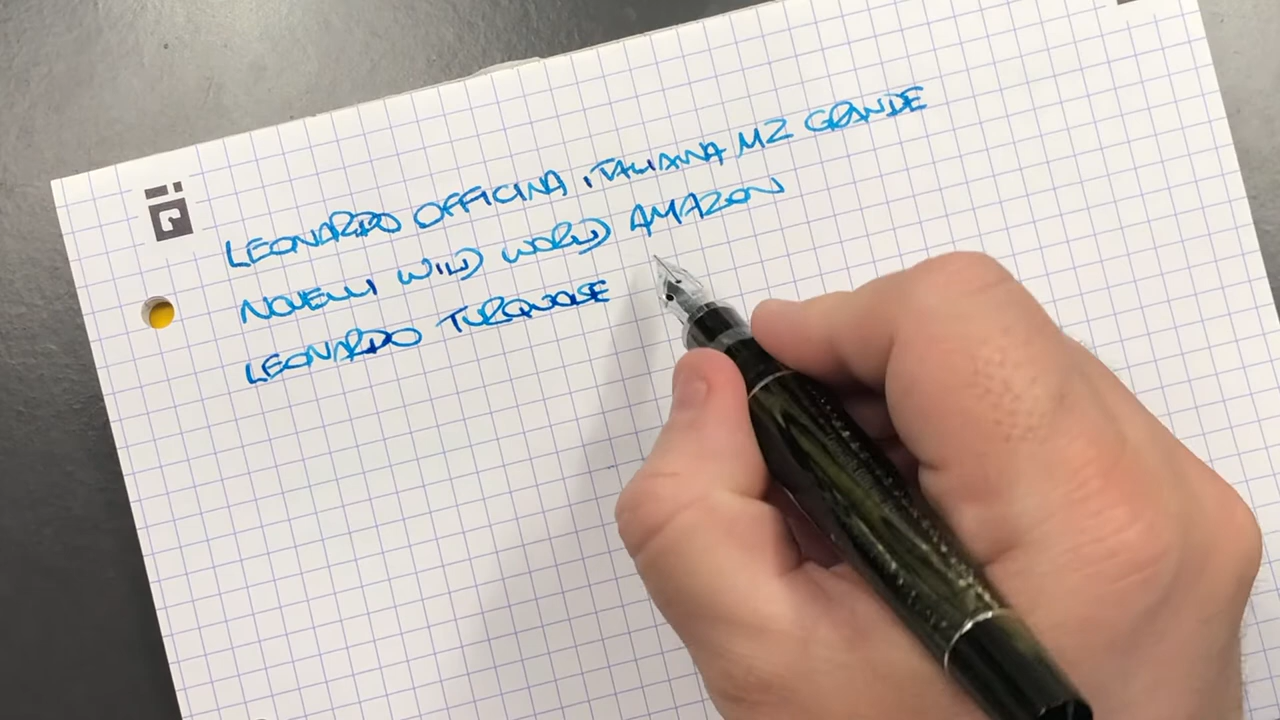 LEONARDO OFFICINA ITALIANA MZ GRANDE
NOVELLI WILD WORLD AMAZON
LEONARDO TURQUOISE